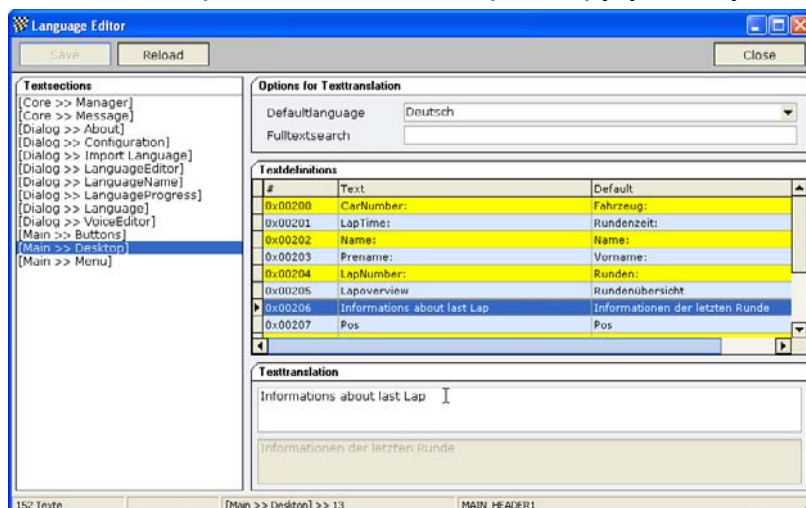 Language Editor
Save Reload Close
Textsections
[Core >> Manager]
[Core >> Message]
[Dialog >> About]
[Dialog >> Configuration]
[Dialog >> Import Language]
[Dialog >> LanguageEditor]
[Dialog >> LanguageName]
[Dialog >> LanguageProgress]
[Dialog >> Language]
[Dialog >> VoiceEditor]
[Main >> Buttons]
[Main >> Desktop]
[Main >> Menu]
Options for Texttranslation
Defaultlanguage Deutsch
Fulltextsearch
Textdefinitions
# Text Default
0x00200 CarNumber: Fahrzeug:
0x00201 LapTime: Rundenzeit:
0x00202 Name: Name:
0x00203 Prename: Vorname:
0x00204 LapNumber: Runden:
0x00205 Lapoverview Rundenübersicht
0x00206 Informations about last Lap Informationen der letzten Runde
0x00207 Pos Pos
Texttranslation
Informations about last Lap
Informationen der letzten Runde
152 Texte [Main >> Desktop] >> 13 MAIN_HEADER1